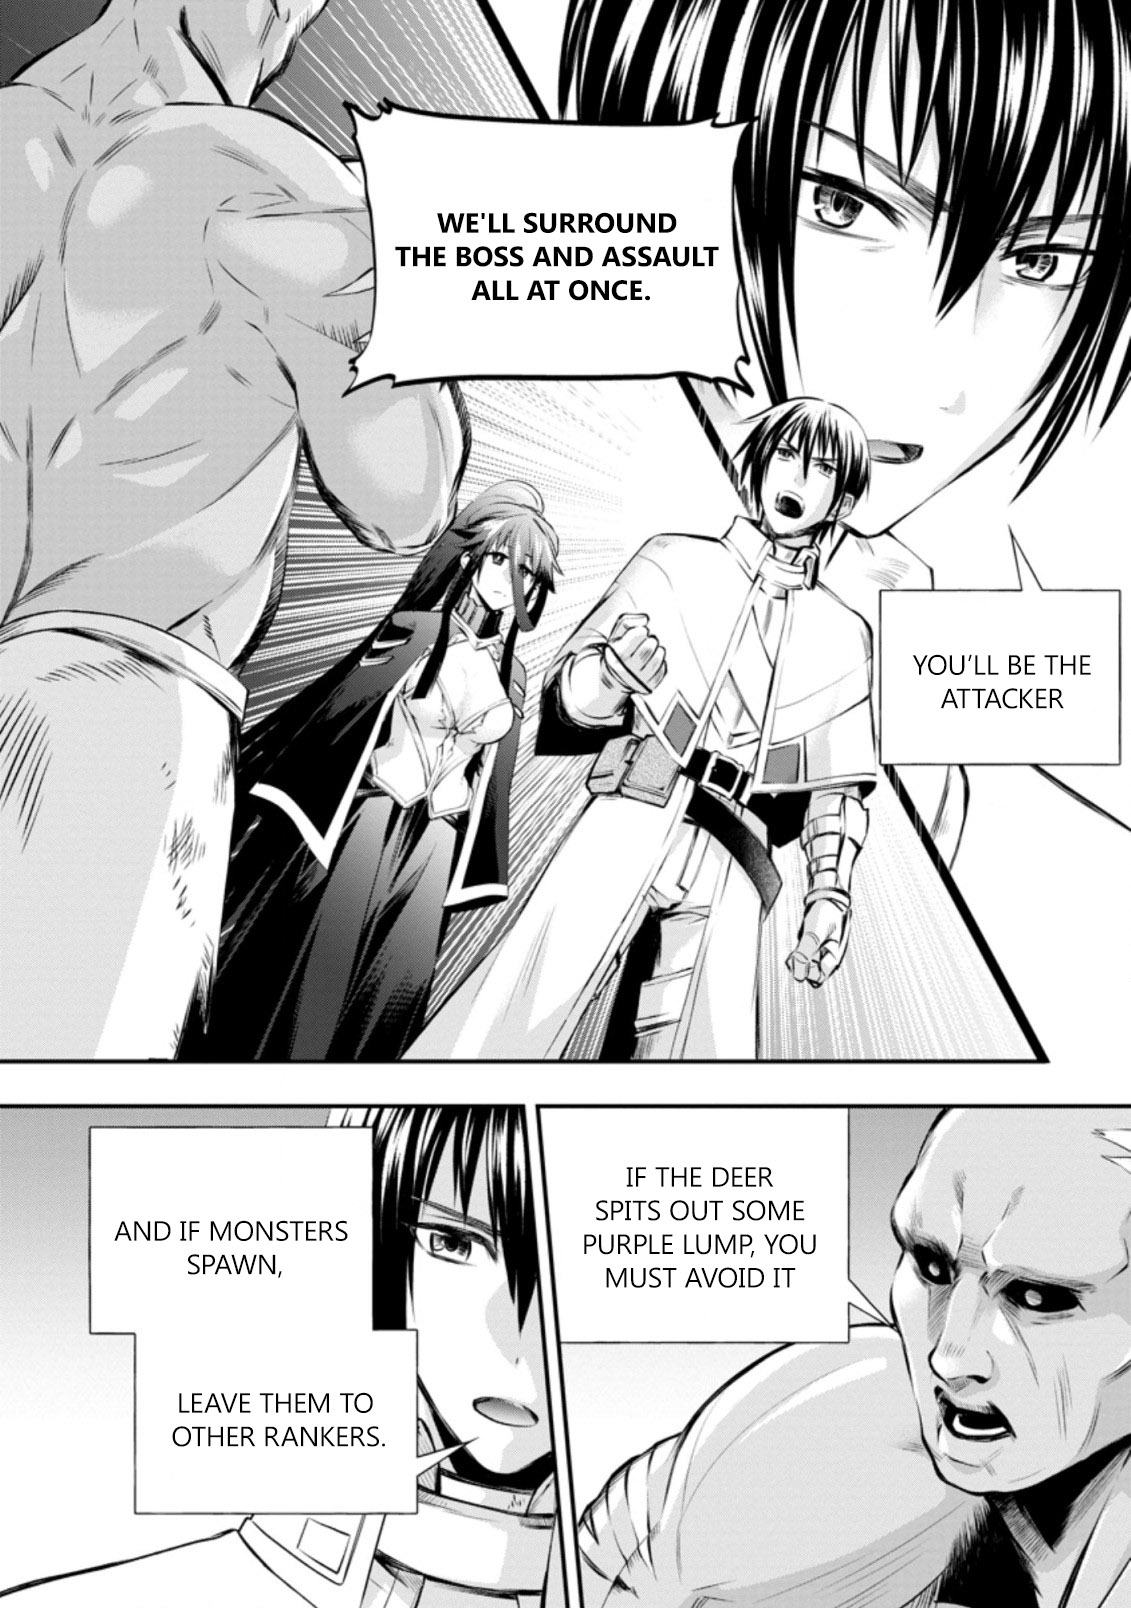 YOU'LL BE THE
ATTACKER
WE'LL SURROUND
THE BOSS AND ASSAULT
ALL AT ONCE.
IF THE DEER
SPITS OUT SOME
PURPLE LUMP, YOU
MUST AVOID IT
AND IF MONSTERS
SPAWN,
LEAVE THEM TO
OTHER RANKERS.